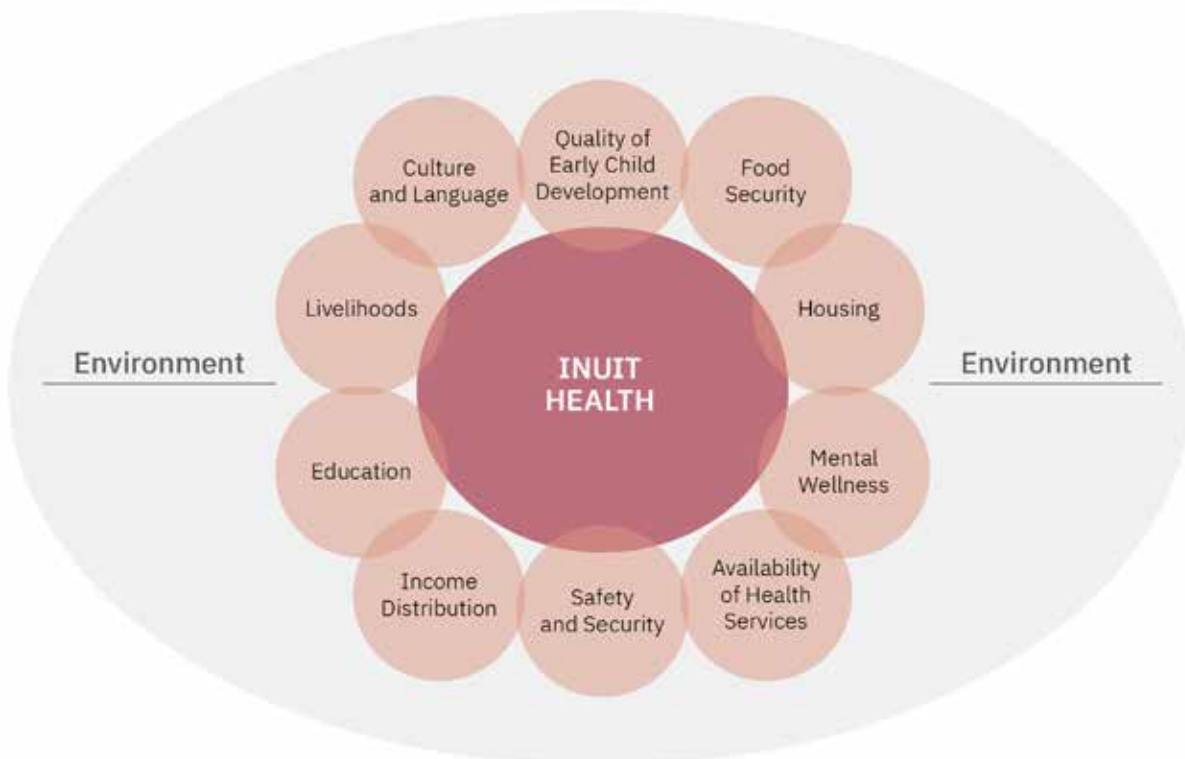 Quality of
Early Child
Development
Culture
and Language
Food
Security
Livelihoods
Housing
Environment
INUIT
HEALTH
Environment
Education
Mental
Wellness
Income
Distribution
Safety
and Security
Availability
of Health
Services